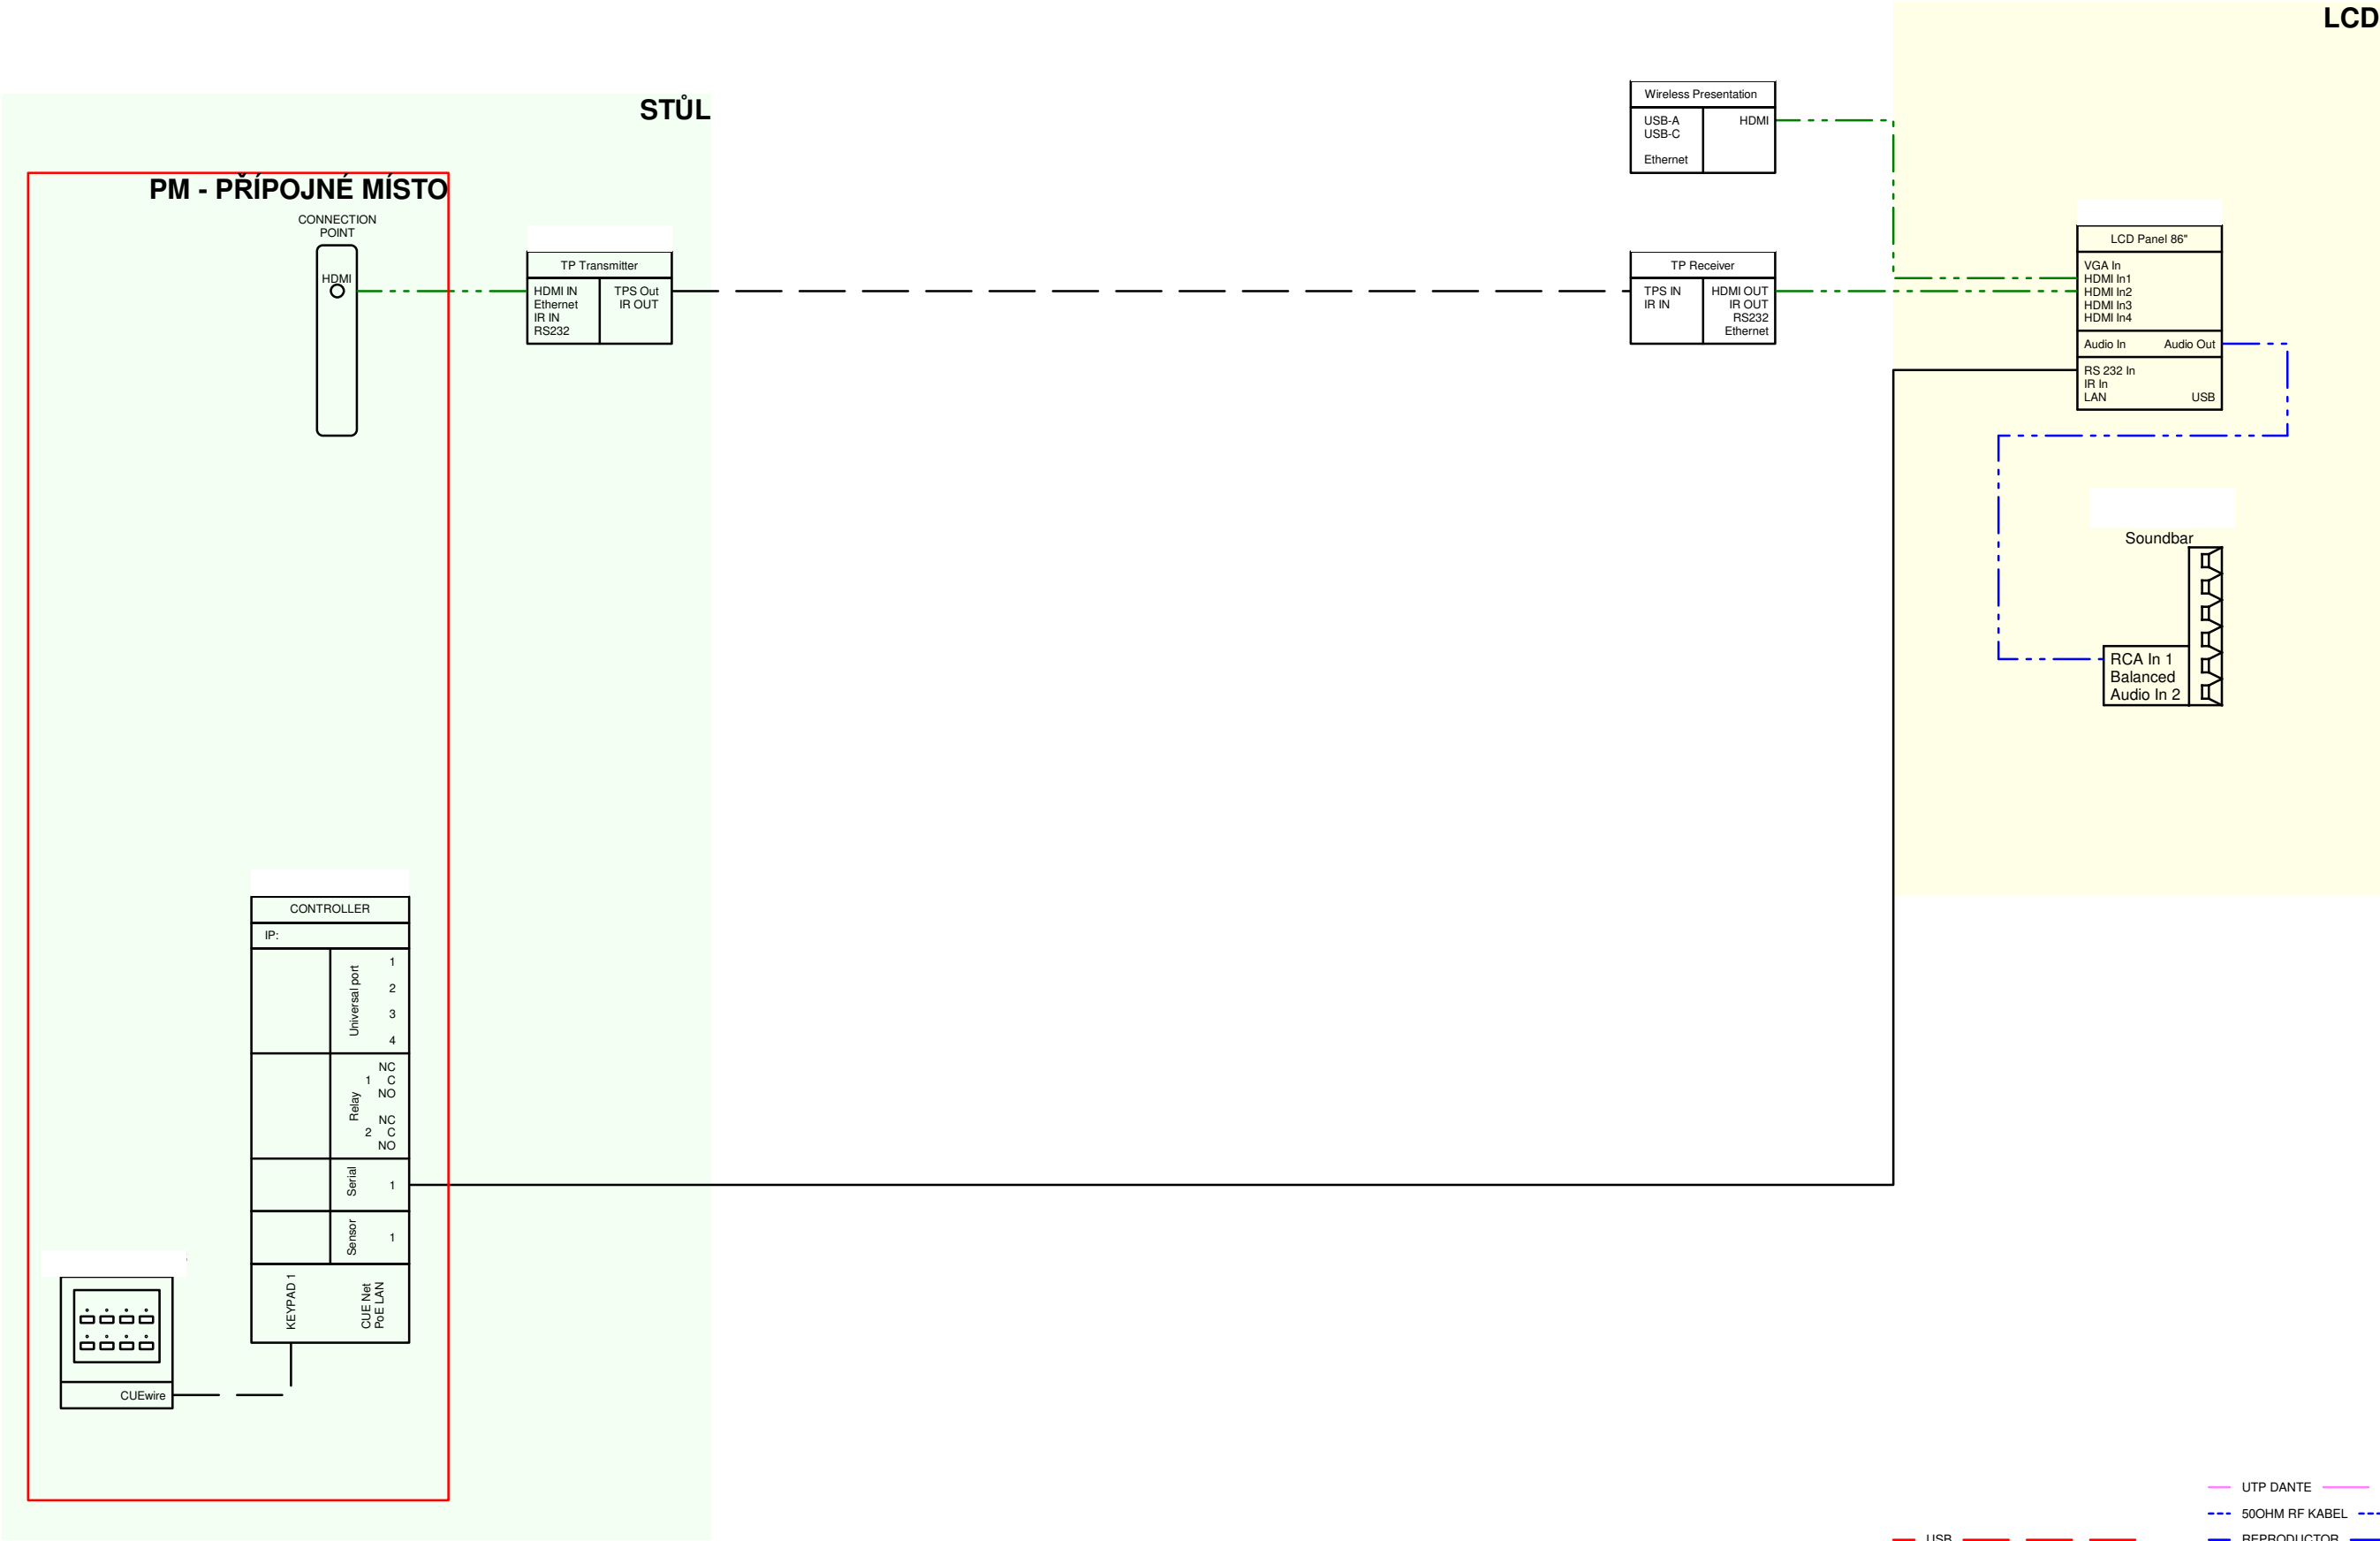 LCD
STŮL
PM - PŘÍPOJNÉ MÍSTO
CONNECTION
POINT
HDMI
TP Transmitter
HDMI IN
Ethernet
IR IN
RS232
TPS Out
IR OUT
Wireless Presentation
USB-A
USB-C
Ethernet
HDMI
TP Receiver
TPS IN
IR IN
HDMI OUT
IR OUT
RS232
Ethernet
LCD Panel 86"
VGA In
HDMI In1
HDMI In2
HDMI In3
HDMI In4
Audio In
Audio Out
RS 232 In
IR In
LAN
USB
Soundbar
RCA In 1
Balanced
Audio In 2
CONTROLLER
IP:
Universal port
1
2
3
4
Relay
NC
1 C
NO
NC
2 C
NO
Serial
1
Sensor
1
KEYPAD 1
CUE Net
PoE LAN
CUEwire
UTP DANTE
50OHM RF KABEL
USB
REPRODUCTOR